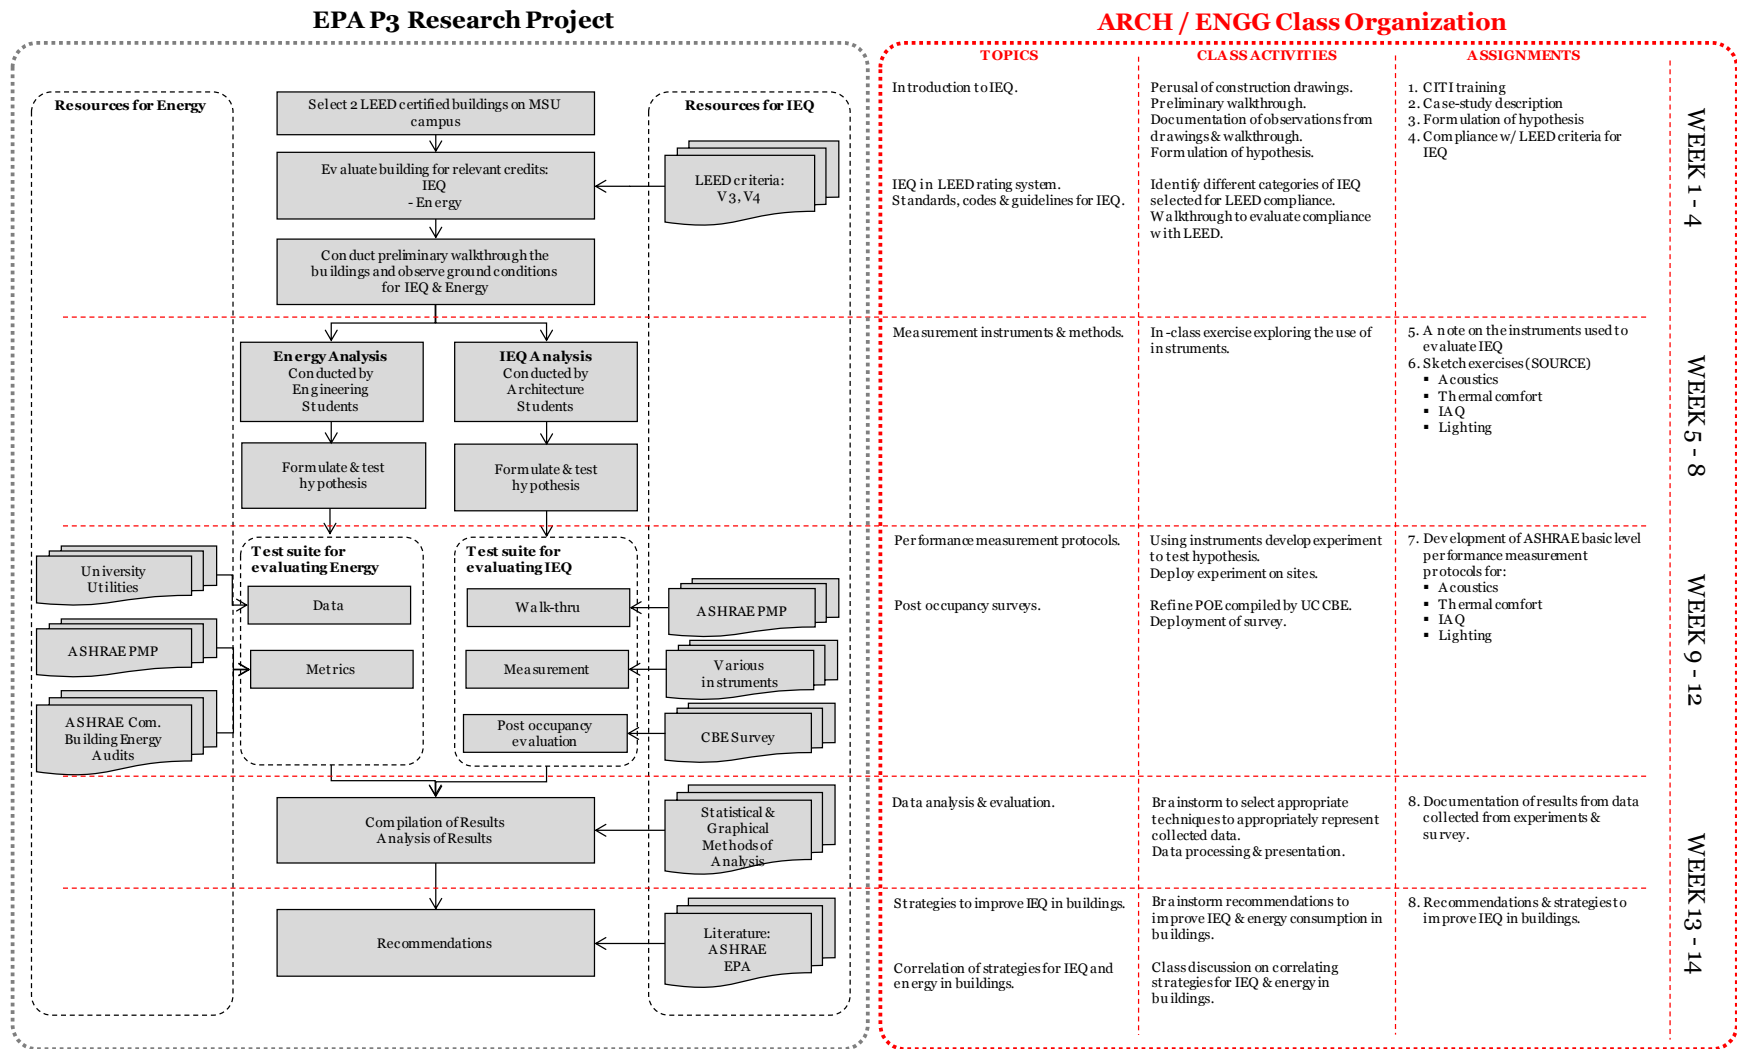 EPA P3 Research Project
Resources for Energy
Select 2 LEED certified buildings on MSU
campus
Resources for IEQ
Evaluate building for relevant credits:
IEQ
- Energy
LEED criteria:
V3, V4
Conduct preliminary walkthrough the
buildings and observe ground conditions
for IEQ & Energy
Energy Analysis
Conducted by
Engineering
Students
IEQ Analysis
Conducted by
Architecture
Students
Formulate & test
hypothesis
Formulate & test
hypothesis
Test suite for
evaluating Energy
Test suite for
evaluating IEQ
University
Utilities
Data
Walk-thru
ASHRAE PMP
ASHRAE PMP
Metrics
Measurement
Various
instruments
ASHRAE Com.
Building Energy
Audits
Post occupancy
evaluation
CBE Survey
Compilation of Results
Analysis of Results
Statistical &
Graphical
Methods of
Analysis
Recommendations
Literature:
ASHRAE
EPA
ARCH / ENGG Class Organization
TOPICS
CLASS ACTIVITIES
ASSIGNMENTS
Introduction to IEQ.
Perusal of construction drawings.
Preliminary walkthrough.
Documentation of observations from
drawings & walkthrough.
Formulation of hypothesis.
1. CITI training
2. Case-study description
3. Formulation of hypothesis
4. Compliance w/ LEED criteria for
IEQ
IEQ in LEED rating system.
Standards, codes & guidelines for IEQ.
Identify different categories of IEQ
selected for LEED compliance.
Walkthrough to evaluate compliance
with LEED.
WEEK 1 - 4
Measurement instruments & methods.
In-class exercise exploring the use of
instruments.
5. A note on the instruments used to
evaluate IEQ
6. Sketch exercises (SOURCE)
▪ Acoustics
▪ Thermal comfort
▪ IAQ
▪ Lighting
WEEK 5 - 8
Performance measurement protocols.
Using instruments develop experiment
to test hypothesis.
Deploy experiment on sites.
7. Development of ASHRAE basic level
performance measurement
protocols for:
▪ Acoustics
▪ Thermal comfort
▪ IAQ
▪ Lighting
Post occupancy surveys.
Refine POE compiled by UC CBE.
Deployment of survey.
WEEK 9 - 12
Data analysis & evaluation.
Brainstorm to select appropriate
techniques to appropriately represent
collected data.
Data processing & presentation.
8. Documentation of results from data
collected from experiments &
survey.
Strategies to improve IEQ in buildings.
Brainstorm recommendations to
improve IEQ & energy consumption in
buildings.
8. Recommendations & strategies to
improve IEQ in buildings.
Correlation of strategies for IEQ and
energy in buildings.
Class discussion on correlating
strategies for IEQ & energy in
buildings.
WEEK 13 - 14